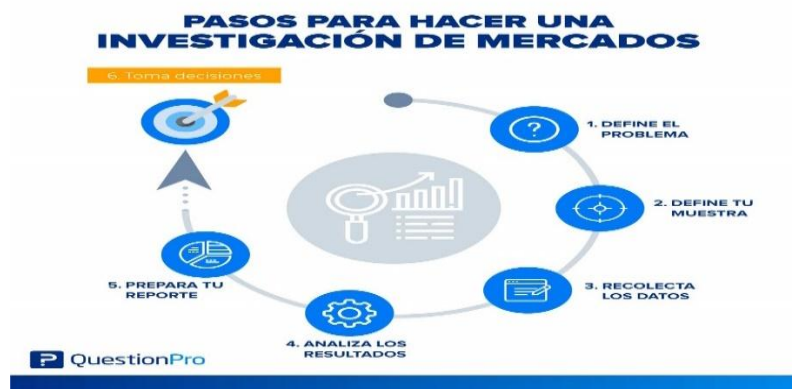 PASOS PARA HACER UNA
INVESTIGACIÓN DE MERCADOS
6. Toma decisiones
1. DEFINE EL
PROBLEMA
2. DEFINE TU
MUESTRA
3. RECOLECTA
LOS DATOS
4. ANALIZA LOS
RESULTADOS
5. PREPARA TU
REPORTE
QuestionPro